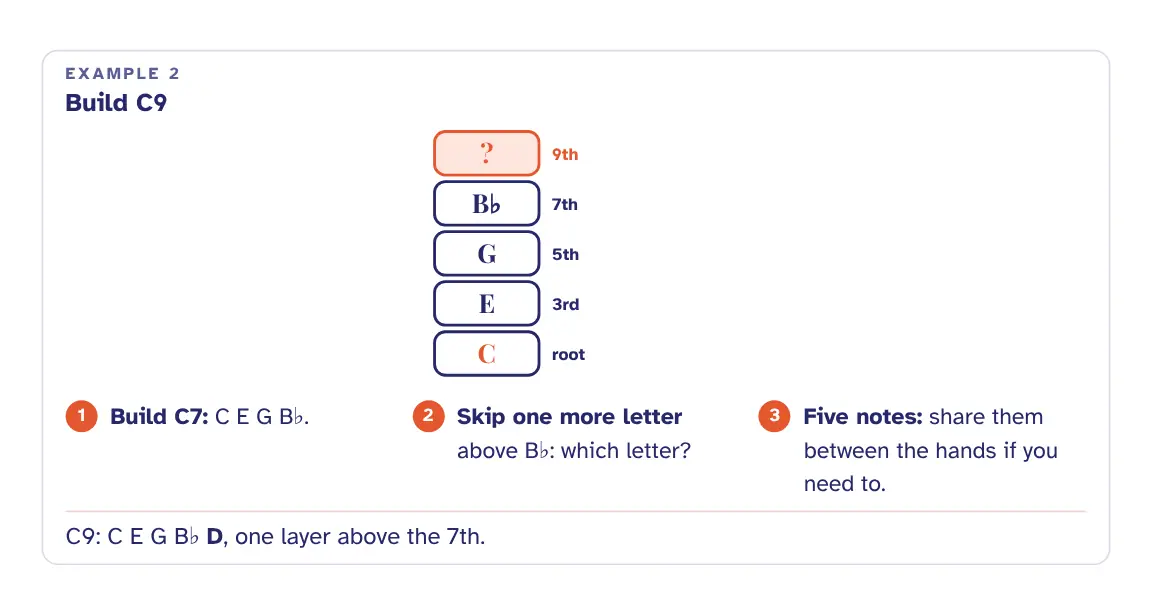 EXAMPLE 2
Build C9
? 9th
B♭ 7th
G 5th
E 3rd
C root
1 Build C7: C E G B♭.
2 Skip one more letter
above B♭: which letter?
3 Five notes: share them
between the hands if you
need to.
C9: C E G B♭ D, one layer above the 7th.